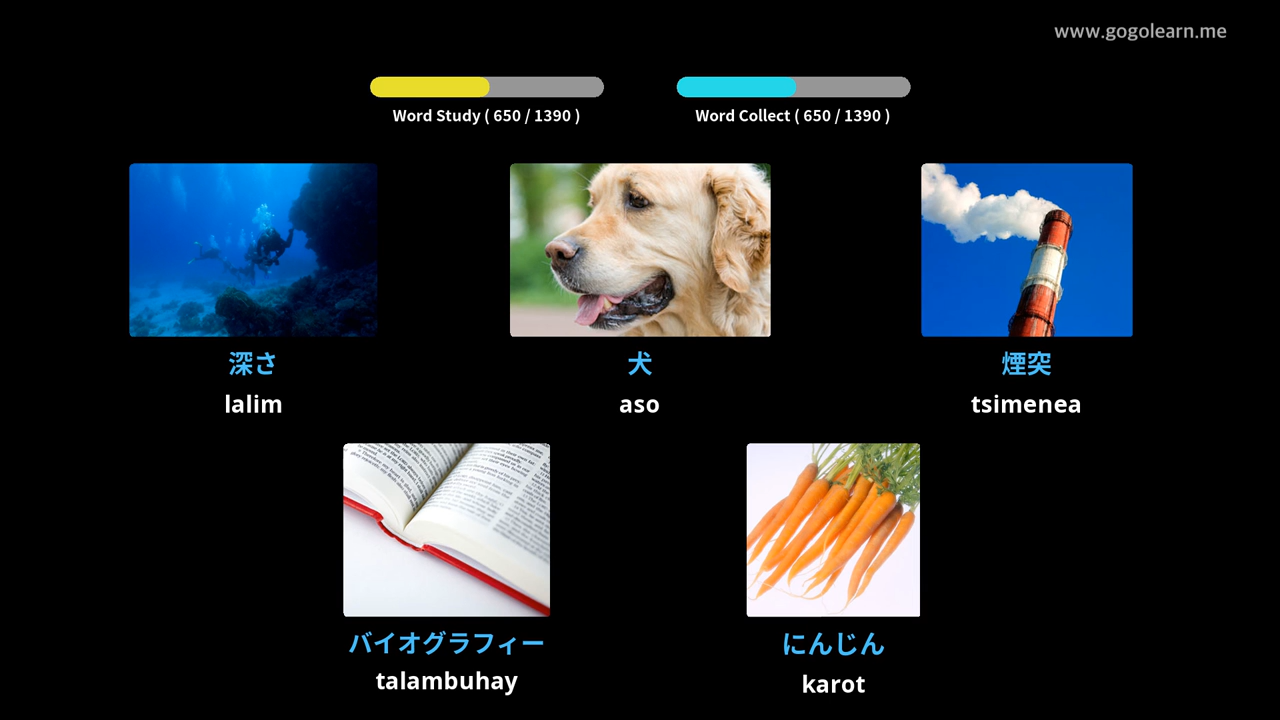 www.gogolearn.me
Word Study ( 650 / 1390 )
Word Collect ( 650 / 1390 )
深さ
lalim
犬
aso
煙突
tsimenea
バイオグラフィー
talambuhay
にんじん
karot